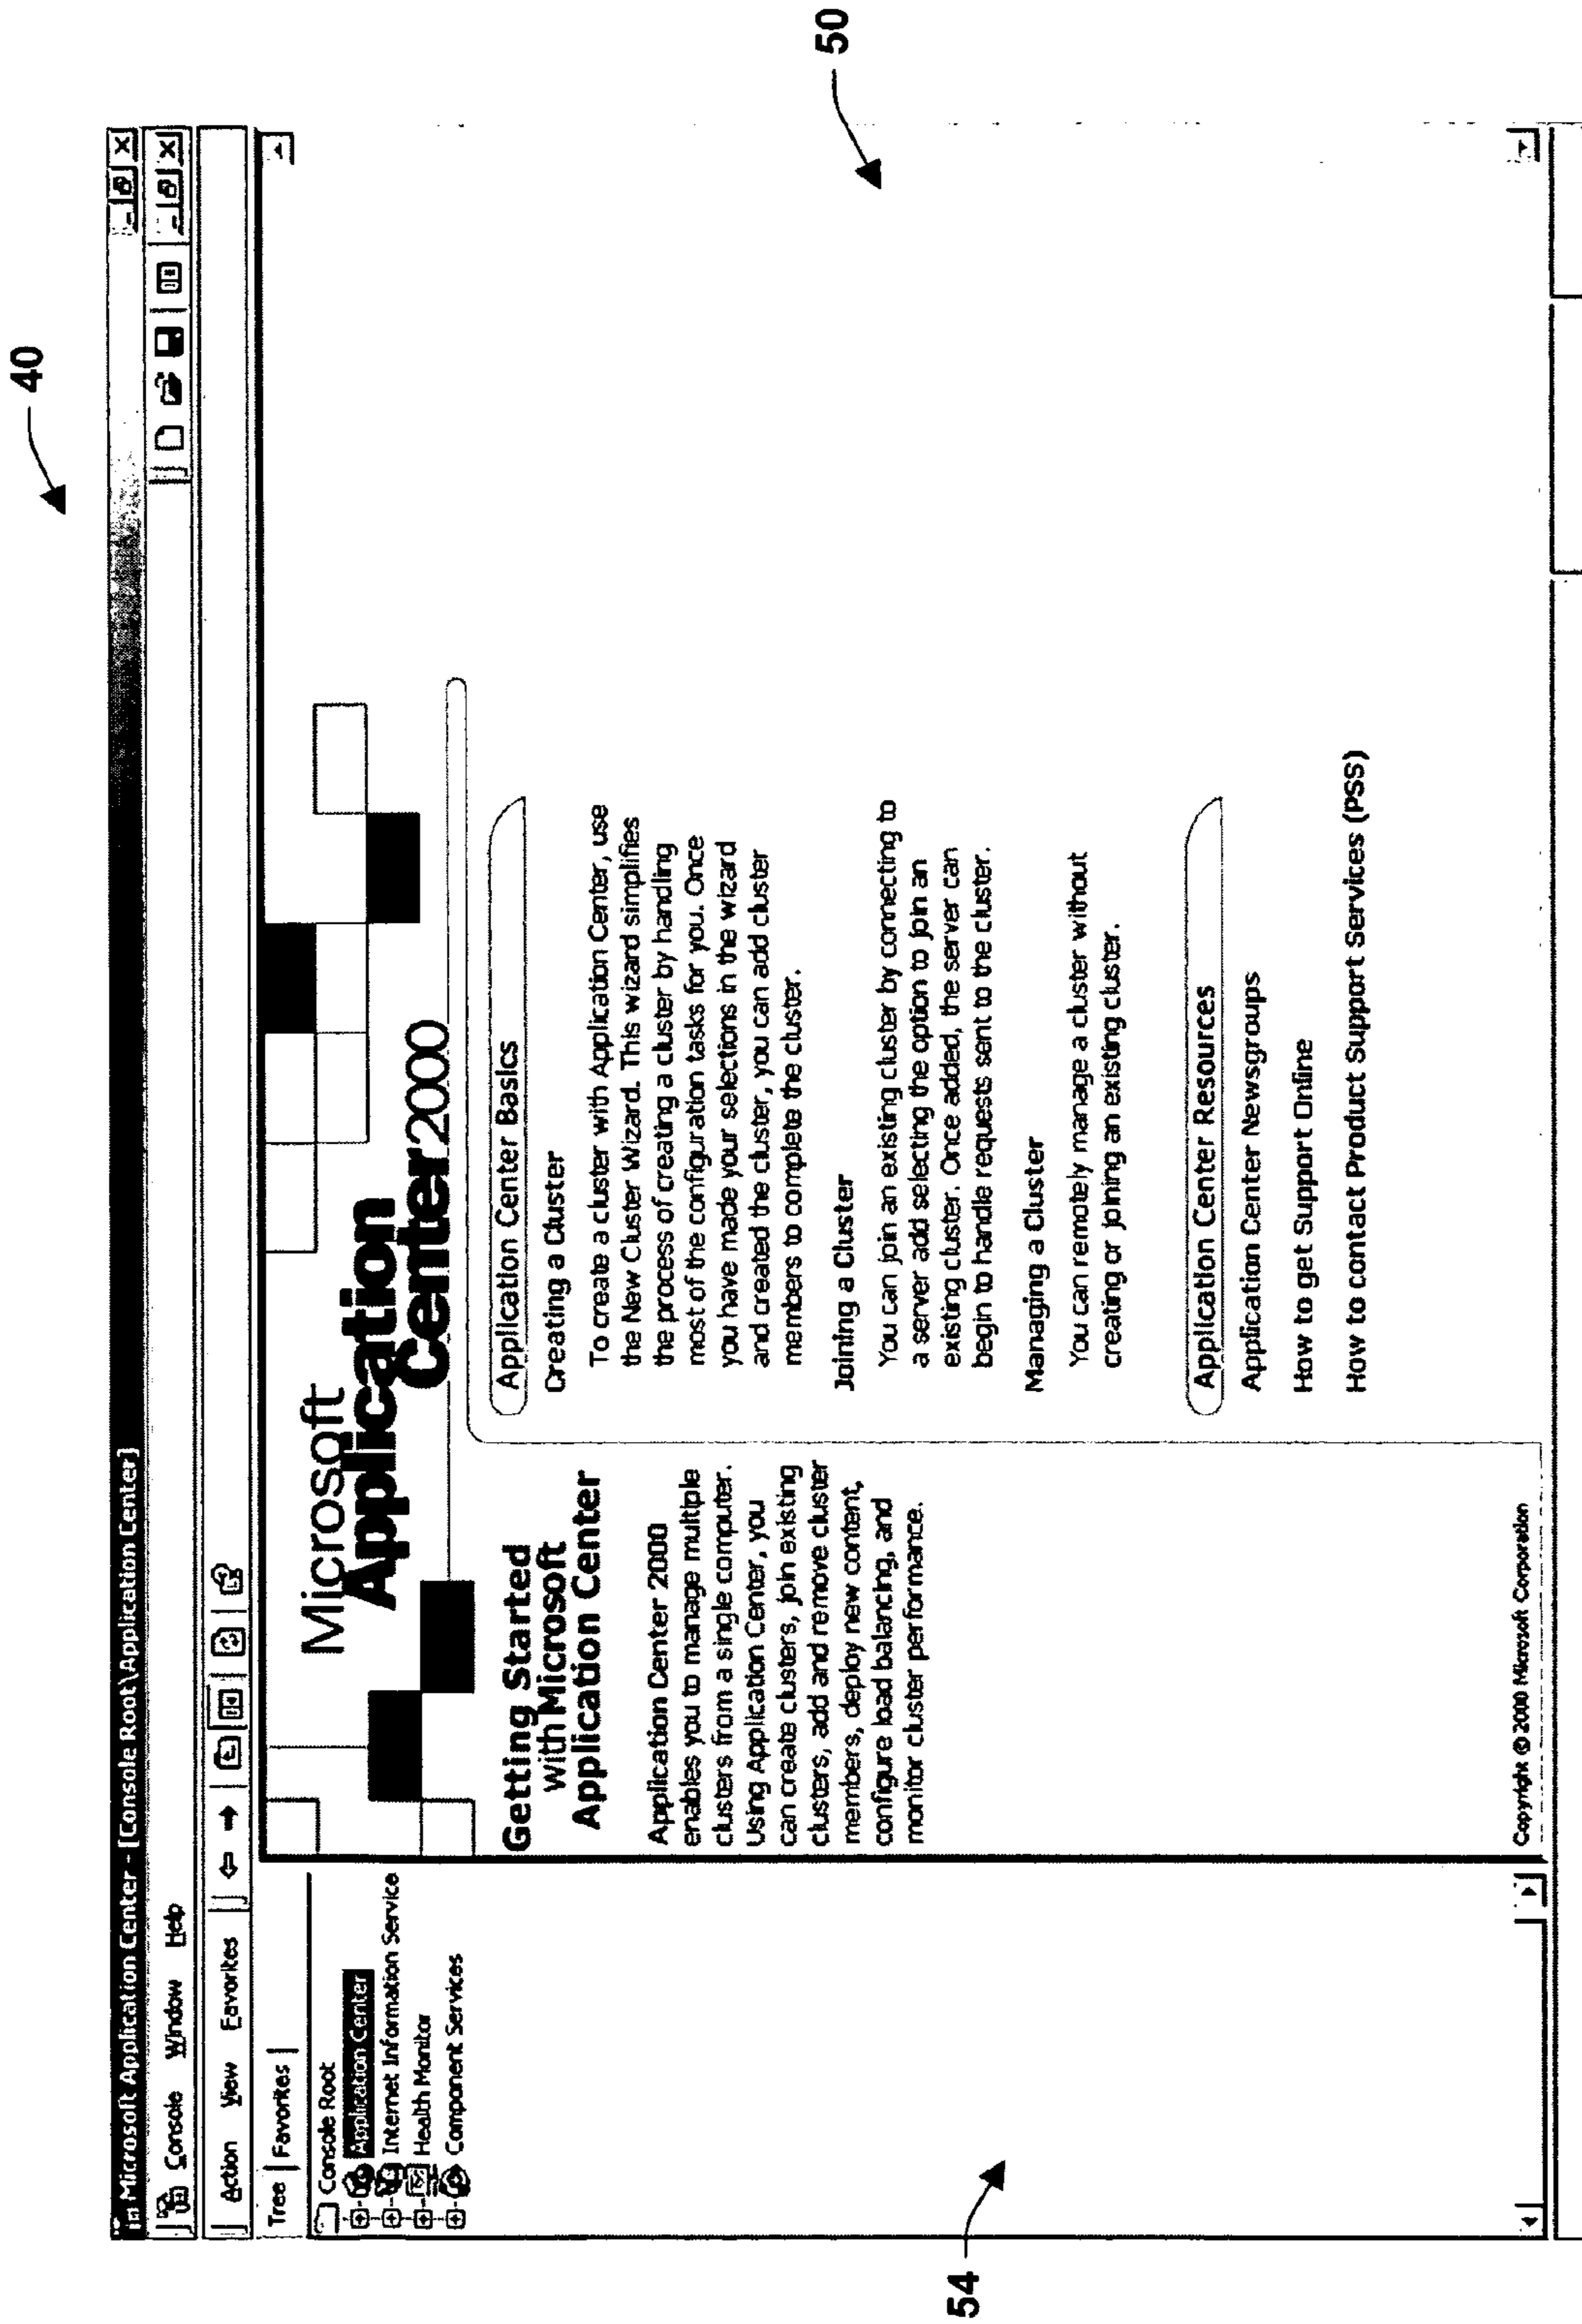 40
Microsoft Application Center - [Console Root\Application Center]
Console Window Help
Action View Favorites
Tree Favorites
Console Root
Application Center
Internet Information Service
Health Monitor
Component Services
Microsoft
Application
Center2000
Getting Started
with Microsoft
Application Center
Application Center 2000
enables you to manage multiple
clusters from a single computer.
Using Application Center, you
can create clusters, join existing
clusters, add and remove cluster
members, deploy new content,
configure load balancing, and
monitor cluster performance.
Copyright © 2000 Microsoft Corporation
Application Center Basics
Creating a Cluster
To create a cluster with Application Center, use
the New Cluster Wizard. This wizard simplifies
the process of creating a cluster by handling
most of the configuration tasks for you. Once
you have made your selections in the wizard
and created the cluster, you can add cluster
members to complete the cluster.
Joining a Cluster
You can join an existing cluster by connecting to
a server add selecting the option to join an
existing cluster. Once added, the server can
begin to handle requests sent to the cluster.
Managing a Cluster
You can remotely manage a cluster without
creating or joining an existing cluster.
Application Center Resources
Application Center Newsgroups
How to get Support Online
How to contact Product Support Services (PSS)
54
50